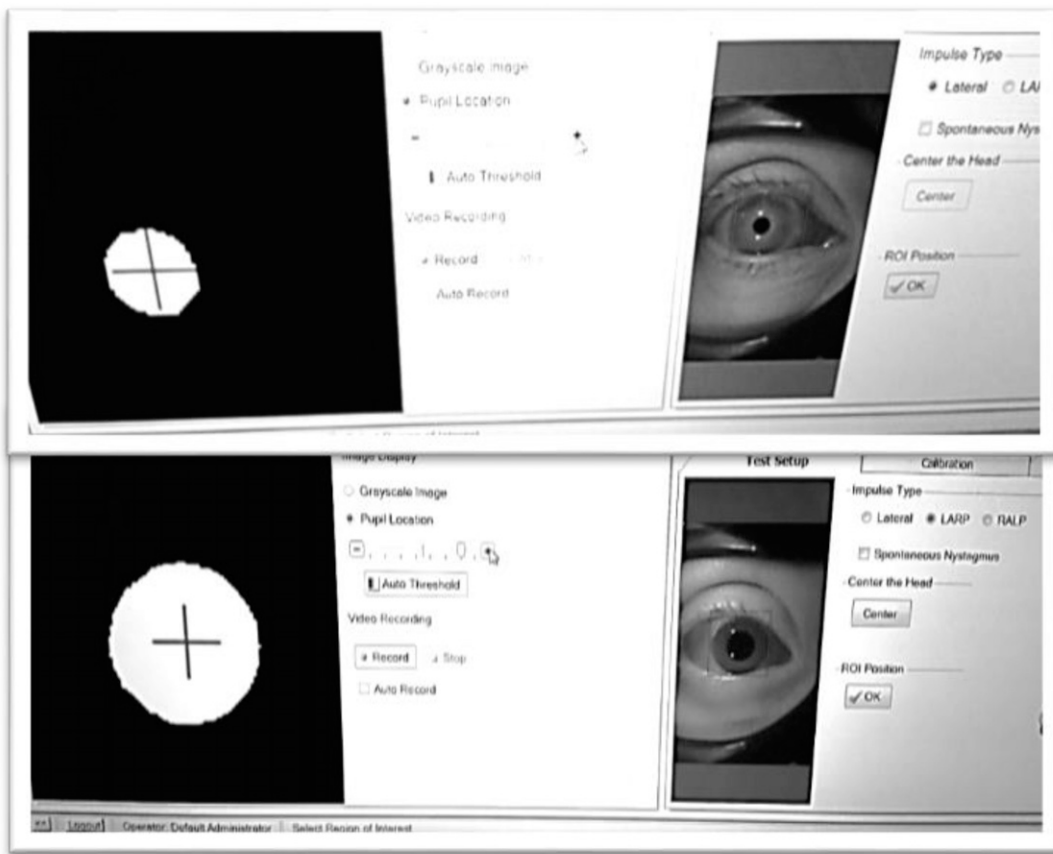 Grayscale Image
Pupil Location
Auto Threshold
Video Recording
Record
Auto Record
Impulse Type
Lateral LA
Spontaneous Nys
Center the Head
Center
ROI Position
OK
Image Display
Grayscale Image
Pupil Location
Auto Threshold
Video Recording
Record Stop
Auto Record
Test Setup Calibration
Impulse Type
Lateral LARP RALP
Spontaneous Nystagmus
Center the Head
Center
ROI Position
OK
<< Logout Operator: Default Administrator Select Region of Interest